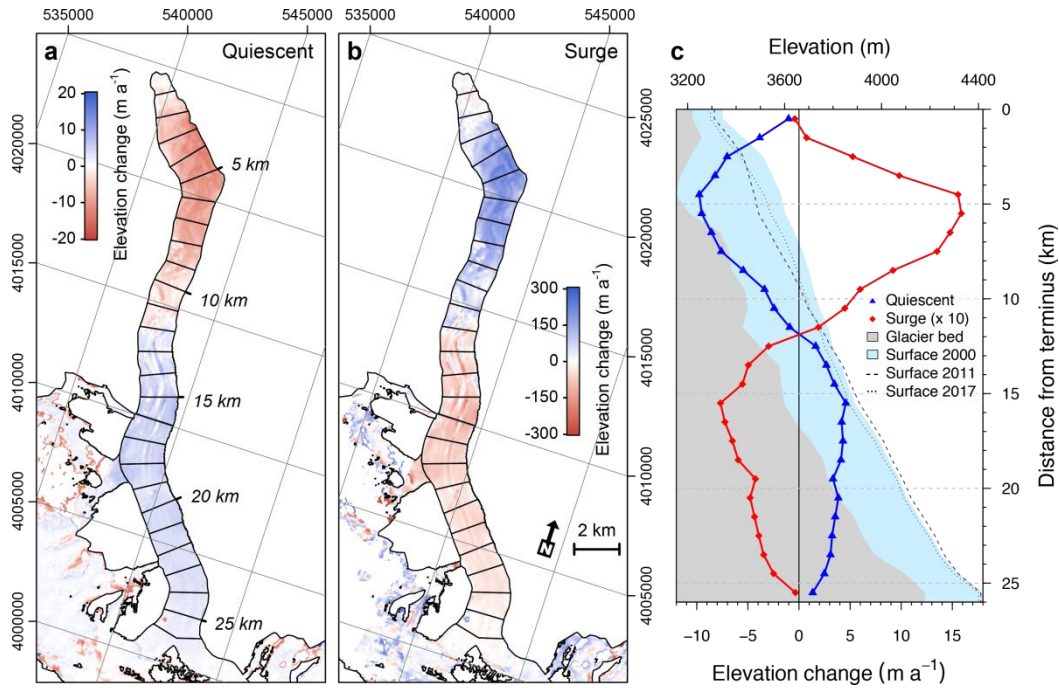 535000 540000 545000
a Quiescent
20
10
0
-10
-20
Elevation change (m a⁻¹)
5 km
10 km
15 km
20 km
25 km
4020000
4015000
4010000
4005000
4000000
535000 540000 545000
b Surge
300
150
0
-150
-300
Elevation change (m a⁻¹)
N
2 km
4025000
4020000
4015000
4010000
4005000
c
Elevation (m)
3200 3600 4000 4400
0
5
10
15
20
25
Distance from terminus (km)
Quiescent
Surge (x 10)
Glacier bed
Surface 2000
Surface 2011
Surface 2017
-10 -5 0 5 10 15
Elevation change (m a⁻¹)